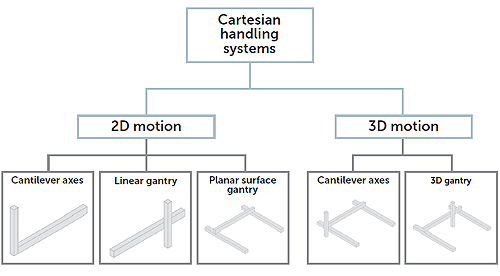 Cartesian
handling
systems
2D motion
3D motion
Cantilever axes
Linear gantry
Planar surface
gantry
Cantilever axes
3D gantry